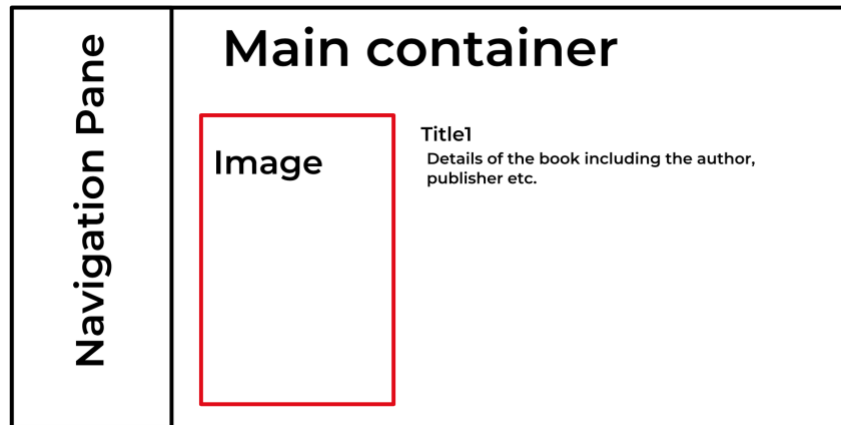 Navigation Pane
Main container
Image
Title1
Details of the book including the author,
publisher etc.